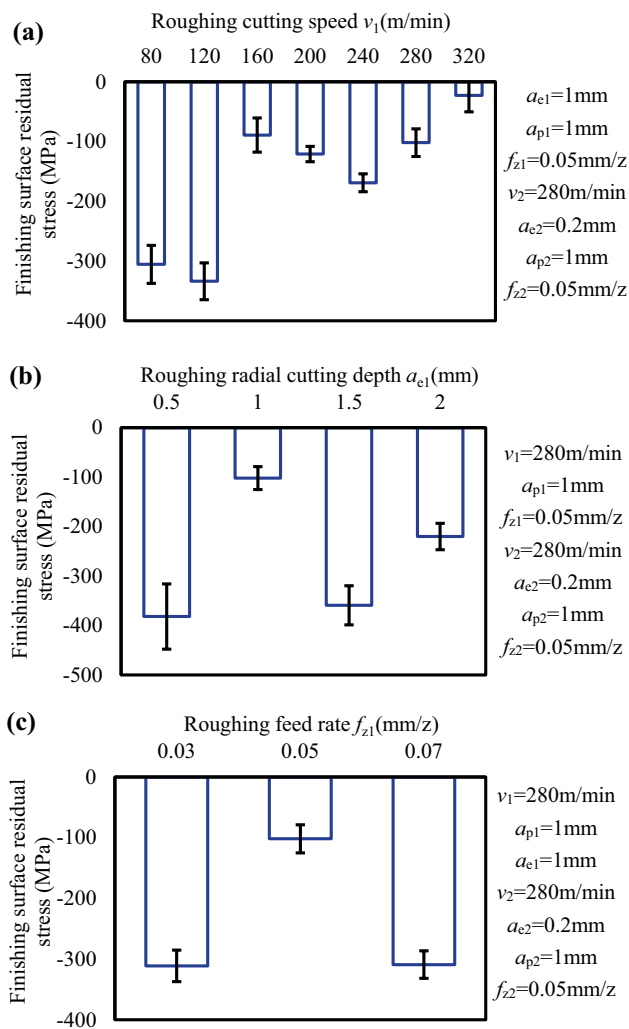 (a)
Roughing cutting speed v₁(m/min)
80 120 160 200 240 280 320
0
-100
-200
-300
-400
Finishing surface residual
stress (MPa)
aₑ₁=1mm
aₚ₁=1mm
f_z1=0.05mm/z
v₂=280m/min
aₑ₂=0.2mm
aₚ₂=1mm
f_z2=0.05mm/z
(b)
Roughing radial cutting depth aₑ₁(mm)
0.5 1 1.5 2
0
-100
-200
-300
-400
-500
Finishing surface residual
stress (MPa)
v₁=280m/min
aₚ₁=1mm
f_z1=0.05mm/z
v₂=280m/min
aₑ₂=0.2mm
aₚ₂=1mm
f_z2=0.05mm/z
(c)
Roughing feed rate f_z1(mm/z)
0.03 0.05 0.07
0
-100
-200
-300
-400
Finishing surface residual
stress (MPa)
v₁=280m/min
aₚ₁=1mm
aₑ₁=1mm
v₂=280m/min
aₑ₂=0.2mm
aₚ₂=1mm
f_z2=0.05mm/z